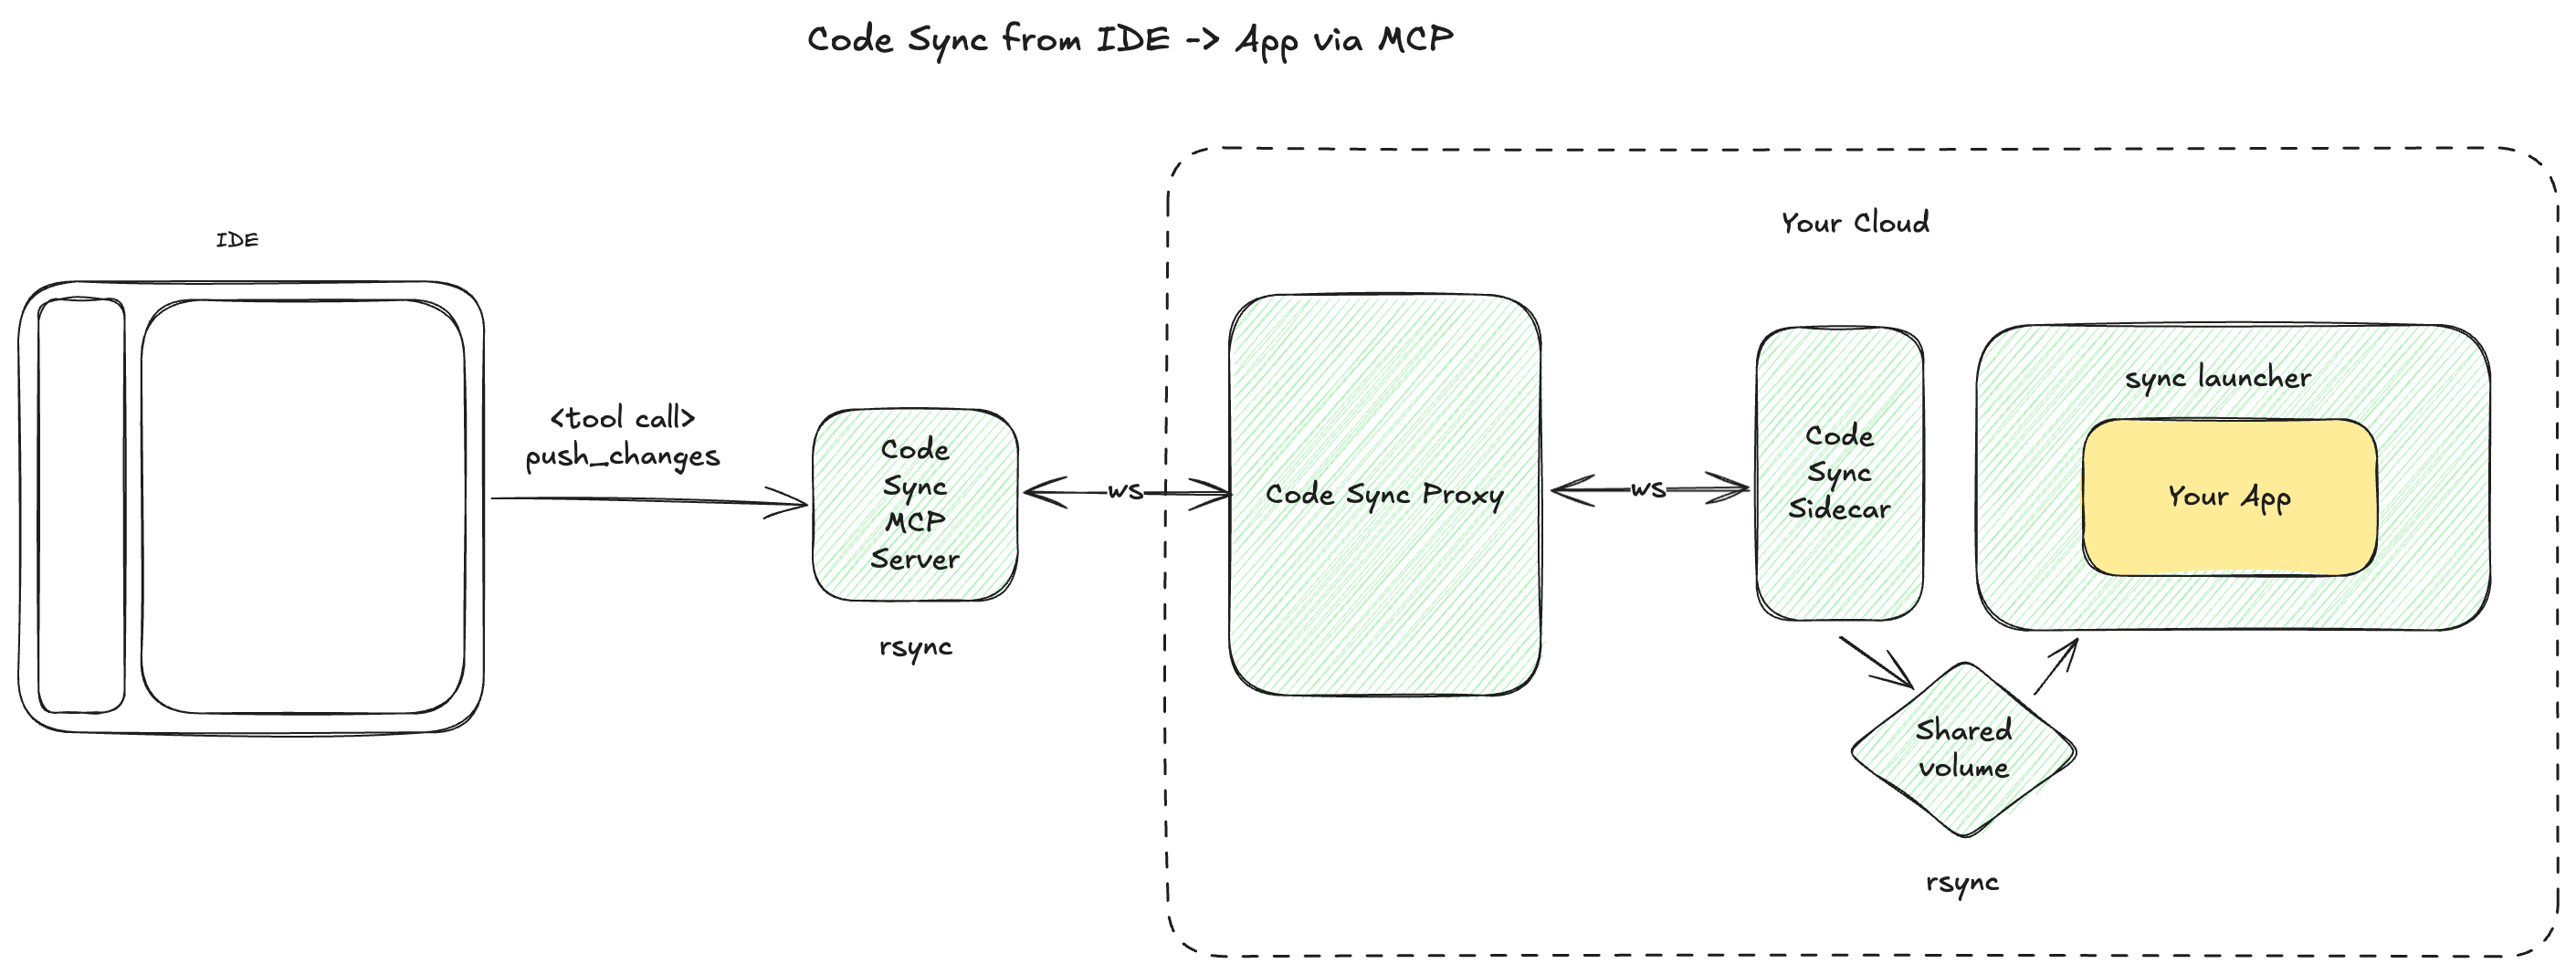 Code Sync from IDE -> App via MCP
Your Cloud
IDE
<tool call>
push_changes
Code
Sync
MCP
Server
rsync
ws
Code Sync Proxy
ws
Code
Sync
Sidecar
sync launcher
Your App
Shared
volume
rsync